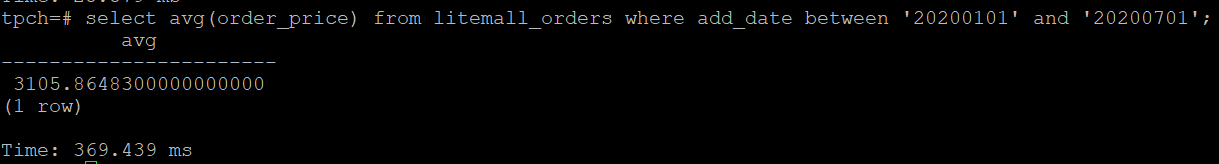 tpch=# select avg(order_price) from litemall_orders where add_date between '20200101' and '20200701';
avg
-----------------------
3105.8648300000000000
(1 row)
Time: 369.439 ms